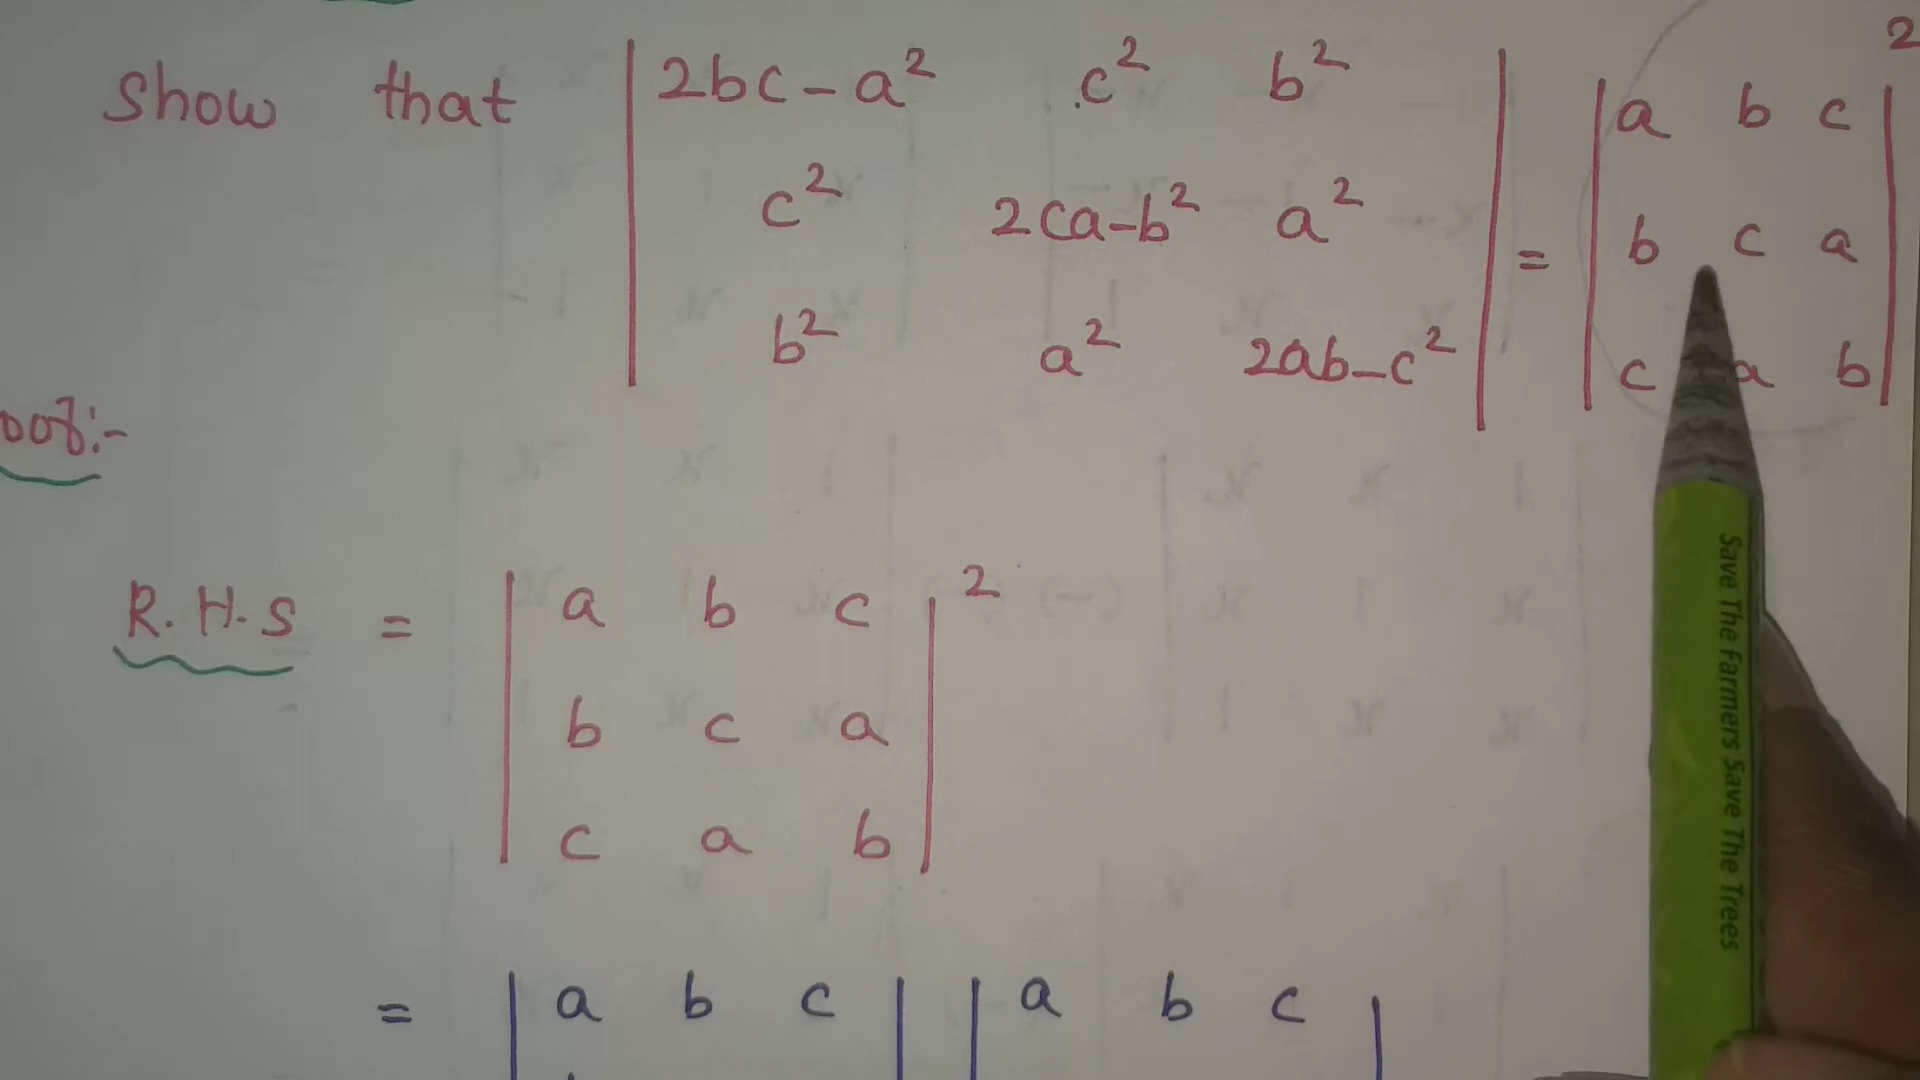 Show that | 2bc-a² c² b² | = | a b c |²
| c² 2ca-b² a² | | b c a |
| b² a² 2ab-c² | | c a b |
R.H.S = | a b c |²
| b c a |
| c a b |
= | a b c | | a b c |
Save The Farmers Save The Trees